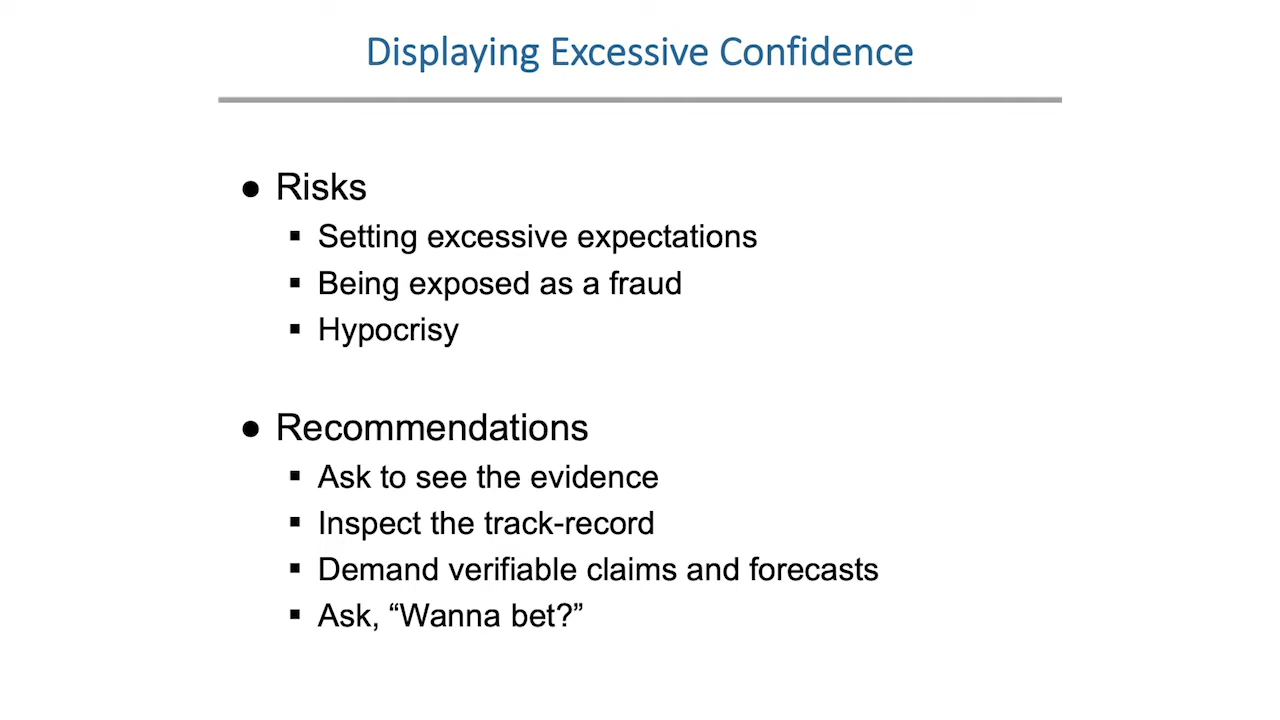 Displaying Excessive Confidence
● Risks
▪ Setting excessive expectations
▪ Being exposed as a fraud
▪ Hypocrisy
● Recommendations
▪ Ask to see the evidence
▪ Inspect the track-record
▪ Demand verifiable claims and forecasts
▪ Ask, “Wanna bet?”